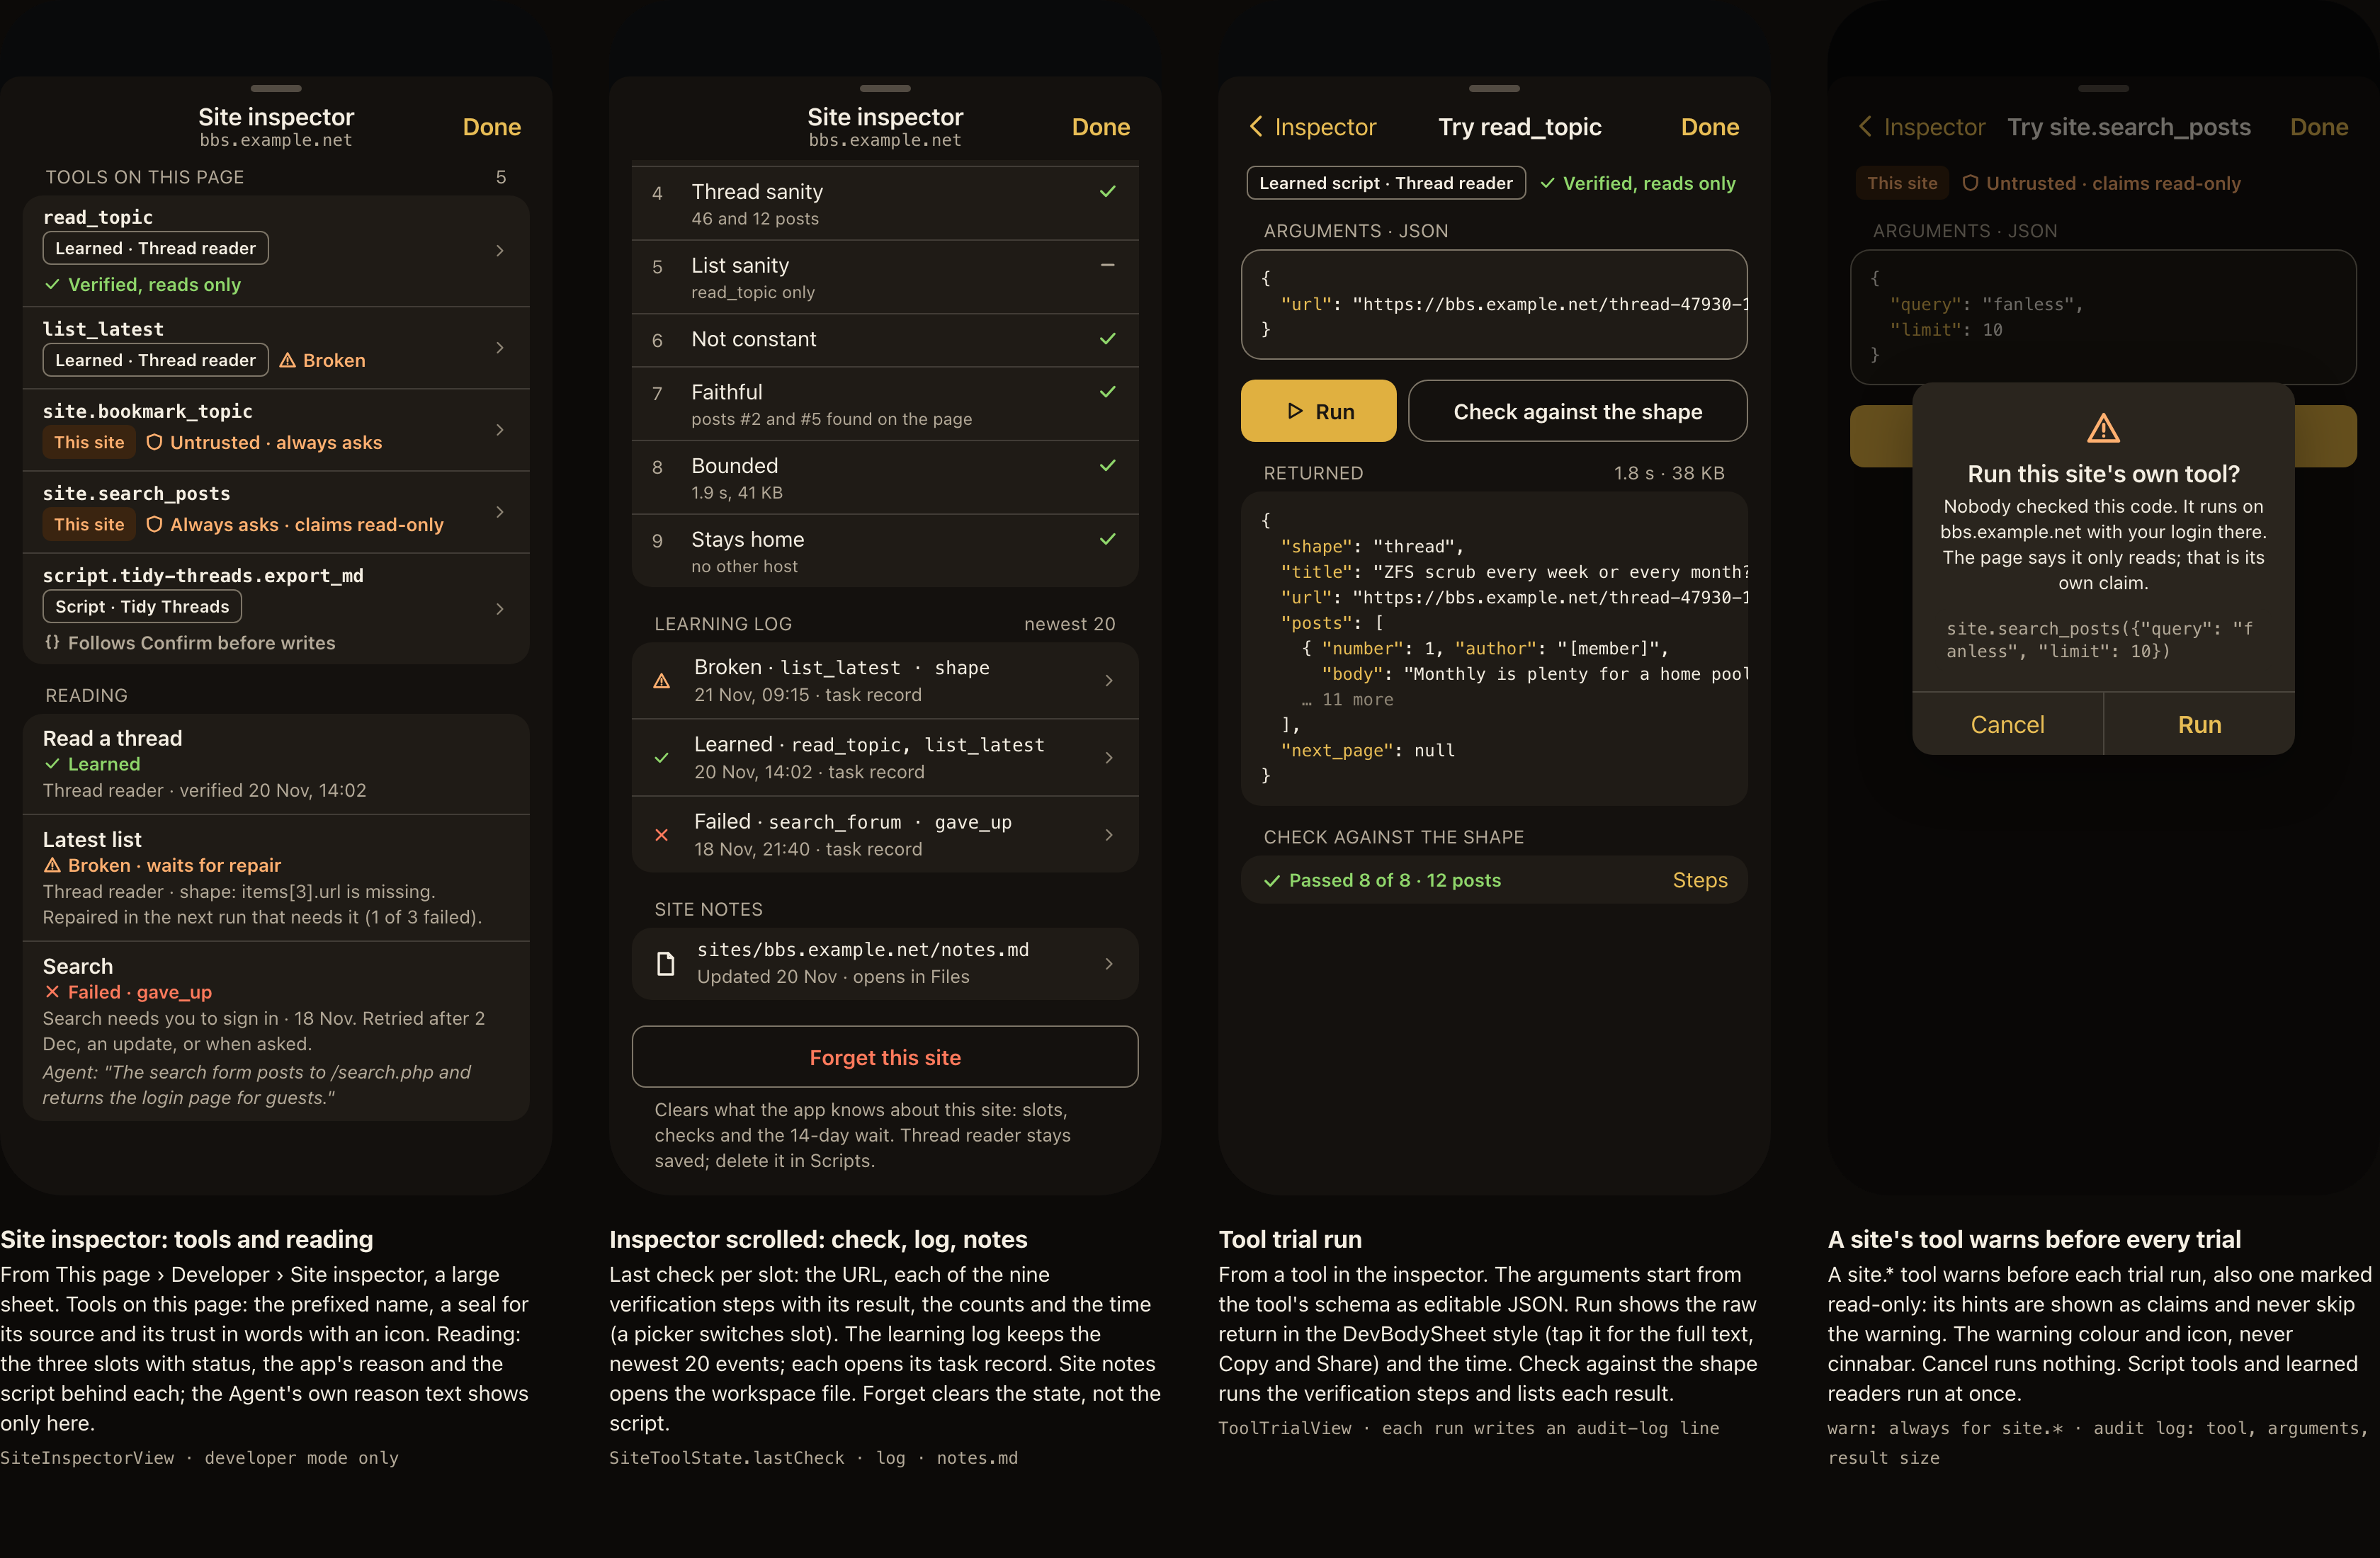 Site inspector
bbs.example.net
Done
TOOLS ON THIS PAGE 5
read_topic
Learned · Thread reader
Verified, reads only
list_latest
Learned · Thread reader Broken
site.bookmark_topic
This site Untrusted · always asks
site.search_posts
This site Always asks · claims read-only
script.tidy-threads.export_md
Script · Tidy Threads
{} Follows Confirm before writes
READING
Read a thread
Learned
Thread reader · verified 20 Nov, 14:02
Latest list
Broken · waits for repair
Thread reader · shape: items[3].url is missing.
Repaired in the next run that needs it (1 of 3 failed).
Search
Failed · gave_up
Search needs you to sign in · 18 Nov. Retried after 2
Dec, an update, or when asked.
Agent: "The search form posts to /search.php and
returns the login page for guests."
Site inspector: tools and reading
From This page › Developer › Site inspector, a large
sheet. Tools on this page: the prefixed name, a seal for
its source and its trust in words with an icon. Reading:
the three slots with status, the app's reason and the
script behind each; the Agent's own reason text shows
only here.
SiteInspectorView · developer mode only
Site inspector
bbs.example.net
Done
4 Thread sanity
46 and 12 posts
5 List sanity
read_topic only
6 Not constant
7 Faithful
posts #2 and #5 found on the page
8 Bounded
1.9 s, 41 KB
9 Stays home
no other host
LEARNING LOG newest 20
Broken · list_latest · shape
21 Nov, 09:15 · task record
Learned · read_topic, list_latest
20 Nov, 14:02 · task record
Failed · search_forum · gave_up
18 Nov, 21:40 · task record
SITE NOTES
sites/bbs.example.net/notes.md
Updated 20 Nov · opens in Files
Forget this site
Clears what the app knows about this site: slots,
checks and the 14-day wait. Thread reader stays
saved; delete it in Scripts.
Inspector scrolled: check, log, notes
Last check per slot: the URL, each of the nine
verification steps with its result, the counts and the time
(a picker switches slot). The learning log keeps the
newest 20 events; each opens its task record. Site notes
opens the workspace file. Forget clears the state, not the
script.
SiteToolState.lastCheck · log · notes.md
Inspector Try read_topic Done
Learned script · Thread reader Verified, reads only
ARGUMENTS · JSON
{
"url": "https://bbs.example.net/thread-47930-1
}
Run Check against the shape
RETURNED 1.8 s · 38 KB
{
"shape": "thread",
"title": "ZFS scrub every week or every month?
"url": "https://bbs.example.net/thread-47930-1
"posts": [
{ "number": 1, "author": "[member]",
"body": "Monthly is plenty for a home pool
… 11 more
],
"next_page": null
}
CHECK AGAINST THE SHAPE
Passed 8 of 8 · 12 posts Steps
Tool trial run
From a tool in the inspector. The arguments start from
the tool's schema as editable JSON. Run shows the raw
return in the DevBodySheet style (tap it for the full text,
Copy and Share) and the time. Check against the shape
runs the verification steps and lists each result.
ToolTrialView · each run writes an audit-log line
Inspector Try site.search_posts Done
This site Untrusted · claims read-only
ARGUMENTS · JSON
{
"query": "fanless",
"limit": 10
}
Run this site's own tool?
Nobody checked this code. It runs on
bbs.example.net with your login there.
The page says it only reads; that is its
own claim.
site.search_posts({"query": "f
anless", "limit": 10})
Cancel Run
A site's tool warns before every trial
A site.* tool warns before each trial run, also one marked
read-only: its hints are shown as claims and never skip
the warning. The warning colour and icon, never
cinnabar. Cancel runs nothing. Script tools and learned
readers run at once.
warn: always for site.* · audit log: tool, arguments,
result size